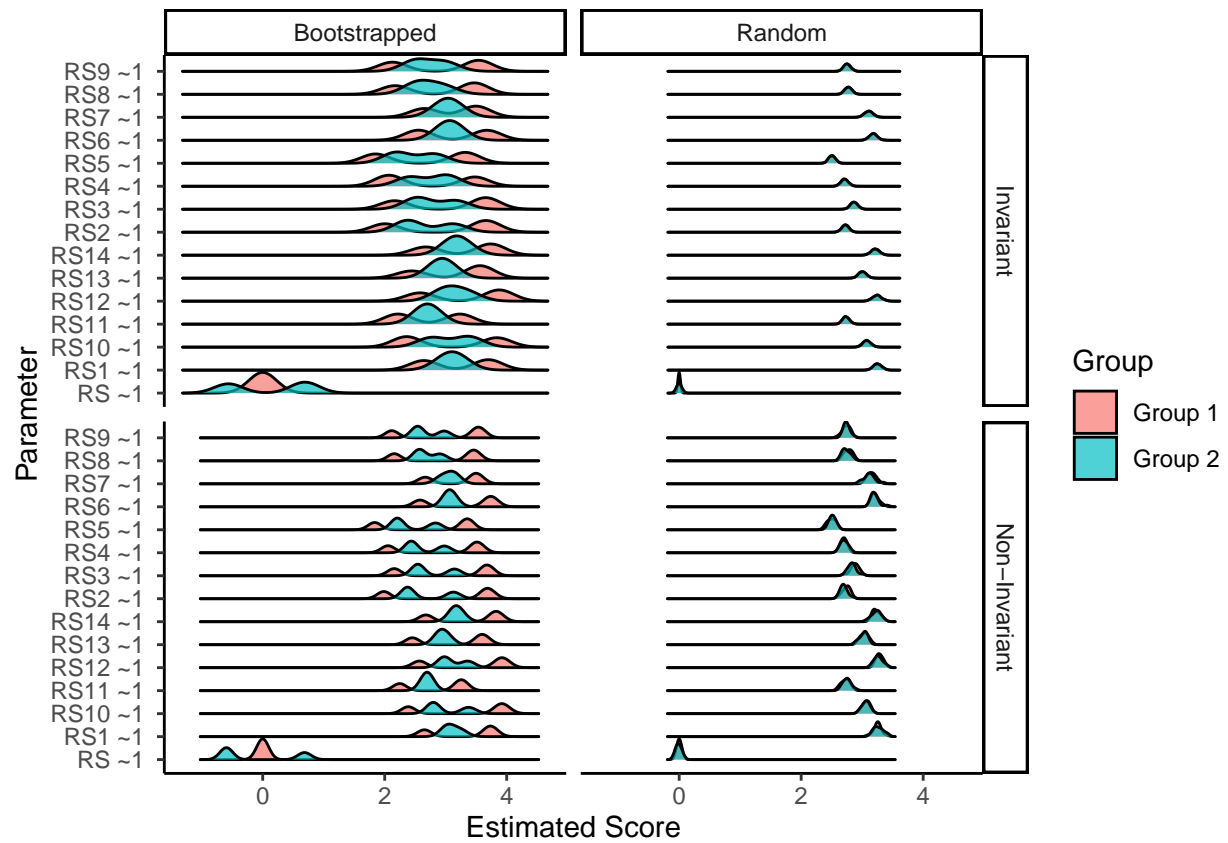 Bootstrapped
Random
RS9 ~1
RS8 ~1
RS7 ~1
RS6 ~1
RS5 ~1
RS4 ~1
RS3 ~1
RS2 ~1
RS14 ~1
RS13 ~1
RS12 ~1
RS11 ~1
RS10 ~1
RS1 ~1
RS ~1
Invariant
RS9 ~1
RS8 ~1
RS7 ~1
RS6 ~1
RS5 ~1
RS4 ~1
RS3 ~1
RS2 ~1
RS14 ~1
RS13 ~1
RS12 ~1
RS11 ~1
RS10 ~1
RS1 ~1
RS ~1
Non−Invariant
Parameter
0 2 4
0 2 4
Estimated Score
Group
Group 1
Group 2